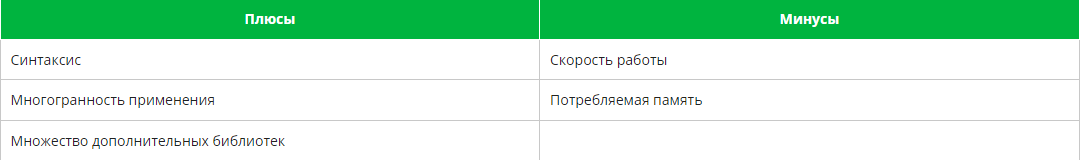 Плюсы Минусы
Синтаксис Скорость работы
Многогранность применения Потребляемая память
Множество дополнительных библиотек